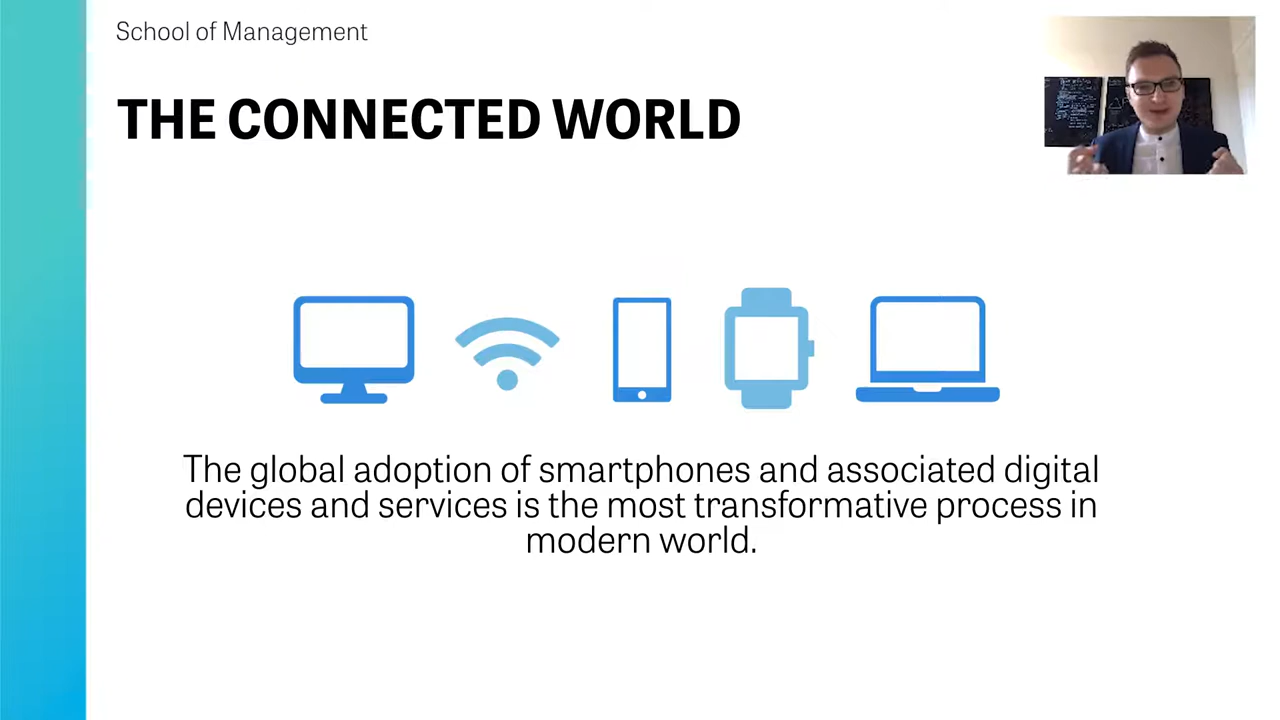 School of Management
THE CONNECTED WORLD
The global adoption of smartphones and associated digital
devices and services is the most transformative process in
modern world.